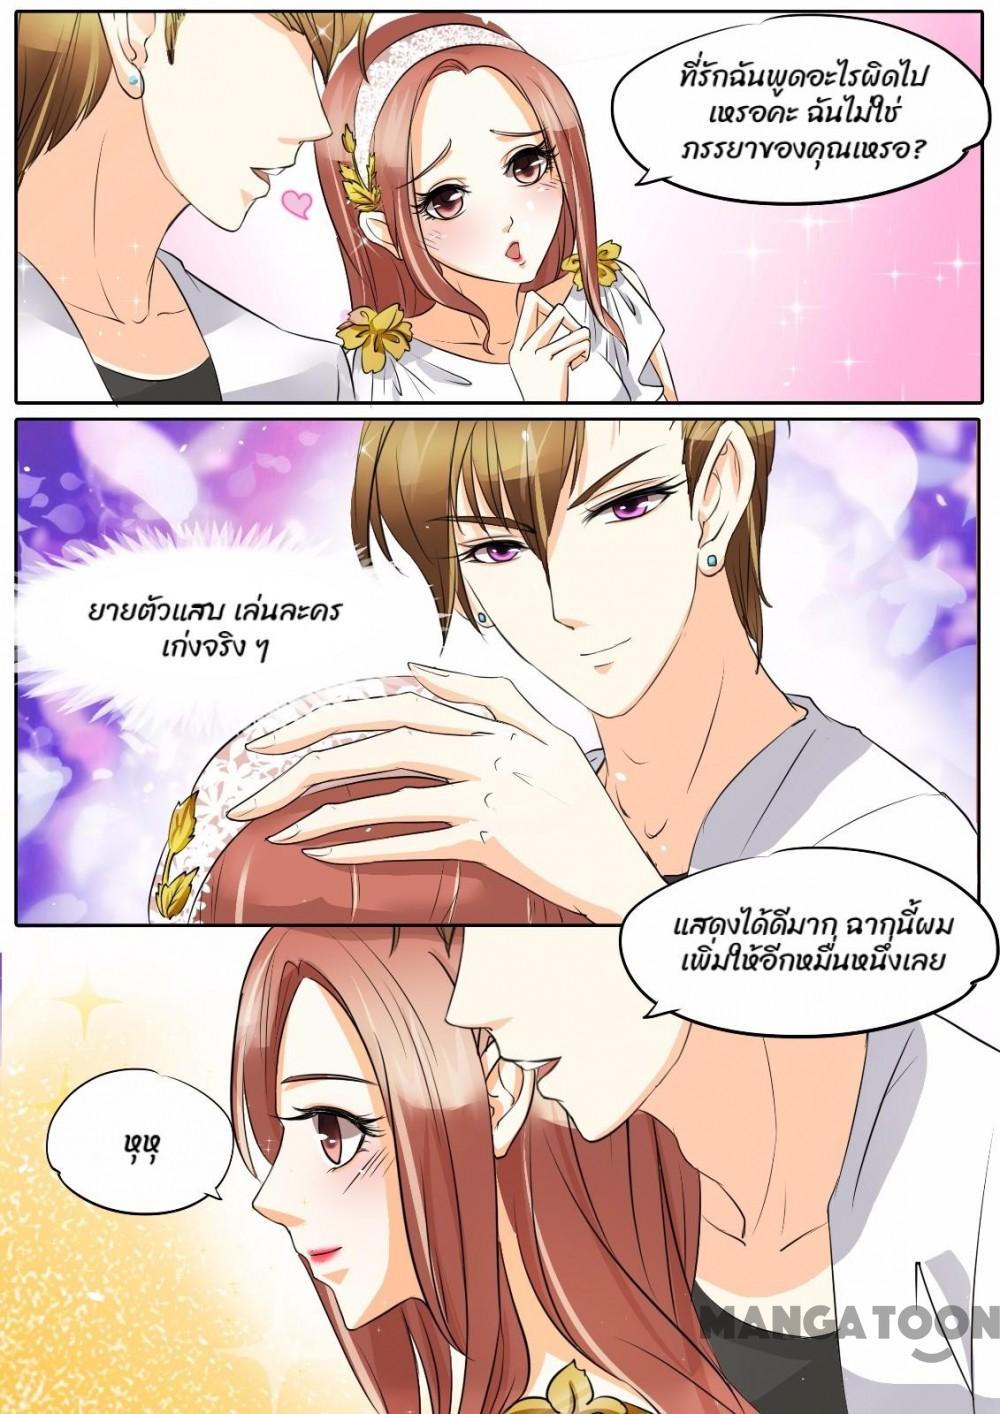 ที่รักฉันพูดอะไรผิดไป
เหรอคะ ฉันไม่ใช่
ภรรยาของคุณเหรอ?
ยายตัวแสบ เล่นละคร
เก่งจริง ๆ
แสดงได้ดีมาก ฉากนี้ผม
เพิ่มให้อีกหมื่นหนึ่งเลย
หุหุ
MANGATOON